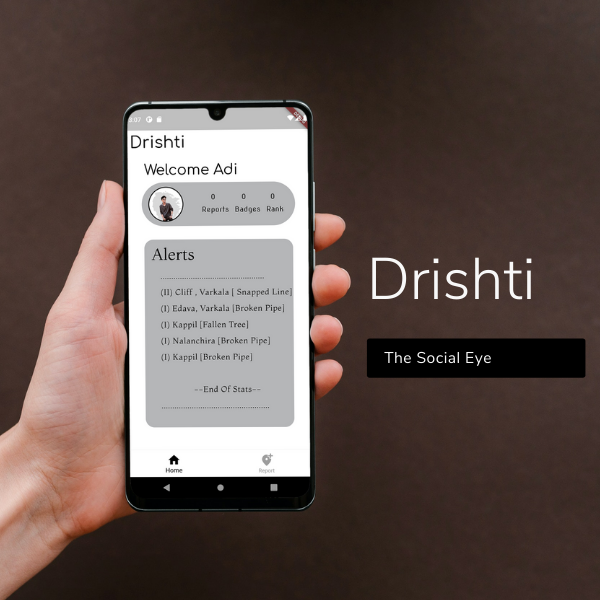 Drishti
Welcome Adi
0 0 0
Reports Badges Rank
Alerts
(II) Cliff , Varkala [ Snapped Line]
(I) Edava, Varkala [Broken Pipe]
(I) Kappil [Fallen Tree]
(I) Nalanchira [Broken Pipe]
(I) Kappil [Broken Pipe]
--End Of Stats--
Home Report
Drishti
The Social Eye